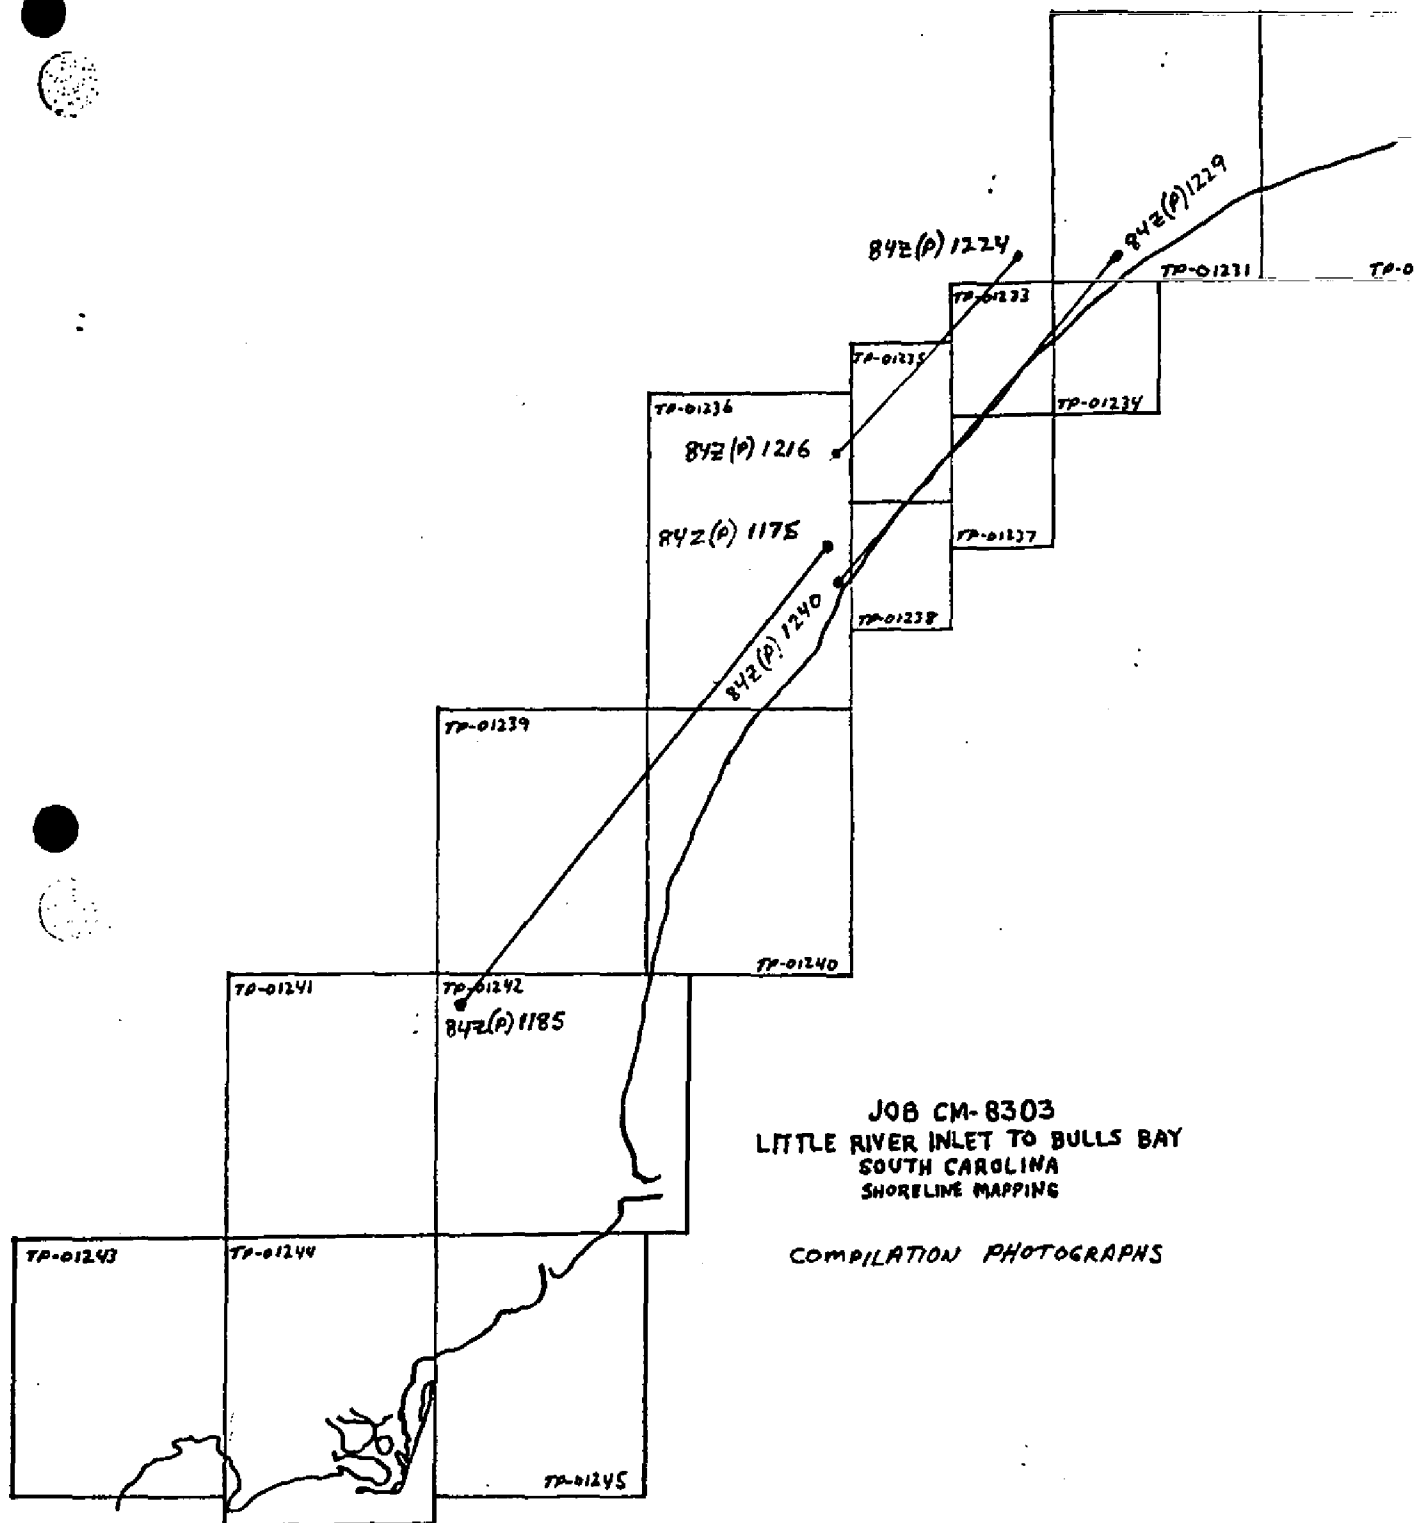 84Z(P) 1229
84Z(P) 1224
TP-01231
TP-0
TP-01233
TP-01235
TP-01236
TP-01234
84Z(P) 1216
84Z(P) 1175
TP-01237
84Z(P) 1240
TP-01238
TP-01239
TP-01240
TP-01241
TP-01242
84Z(P) 1185
JOB CM-8303
LITTLE RIVER INLET TO BULLS BAY
SOUTH CAROLINA
SHORELINE MAPPING
TP-01243
TP-01244
COMPILATION PHOTOGRAPHS
TP-01245